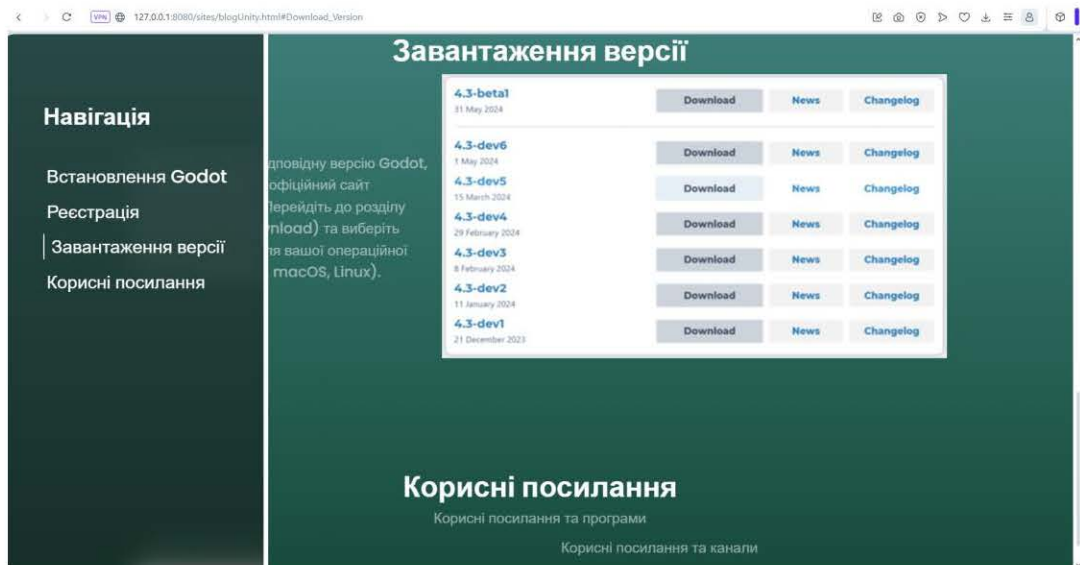 VPN
127.0.0.1:8080/sites/blogUnity.html#Download_Version
Навігація
Встановлення Godot
Реєстрація
Завантаження версії
Корисні посилання
Завантаження версії
версію Godot,
офіційний сайт
Перейдіть до розділу
та виберіть
вашої операційної
macOS, Linux).
4.3-beta1 Download News Changelog
31 May 2024
4.3-dev6 Download News Changelog
1 May 2024
4.3-dev5 Download News Changelog
15 March 2024
4.3-dev4 Download News Changelog
29 February 2024
4.3-dev3 Download News Changelog
8 February 2024
4.3-dev2 Download News Changelog
11 January 2024
4.3-dev1 Download News Changelog
21 December 2023
Корисні посилання
Корисні посилання та програми
Корисні посилання та канали